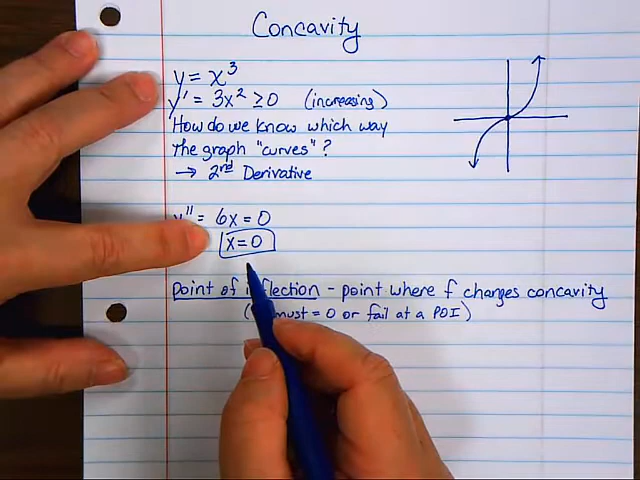 Concavity
y = x³
y' = 3x² ≥ 0 (increasing)
How do we know which way
the graph "curves" ?
→ 2nd Derivative
" = 6x = 0
x = 0
Point of inflection - point where f changes concavity
( must = 0 or fail at a POI )